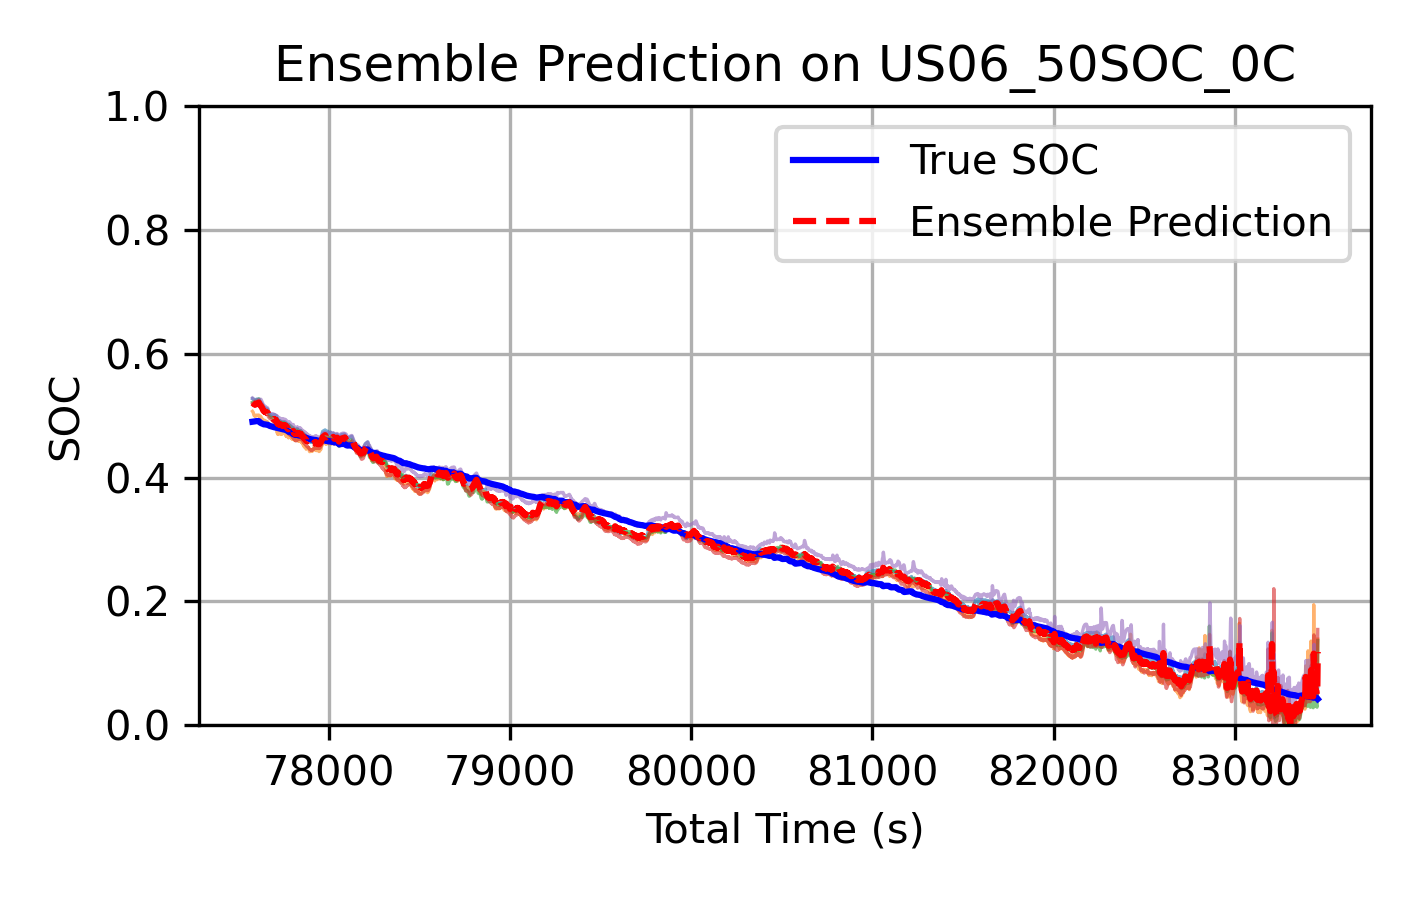 Ensemble Prediction on US06_50SOC_0C
1.0
0.8
0.6
0.4
0.2
0.0
SOC
True SOC
Ensemble Prediction
78000 79000 80000 81000 82000 83000
Total Time (s)